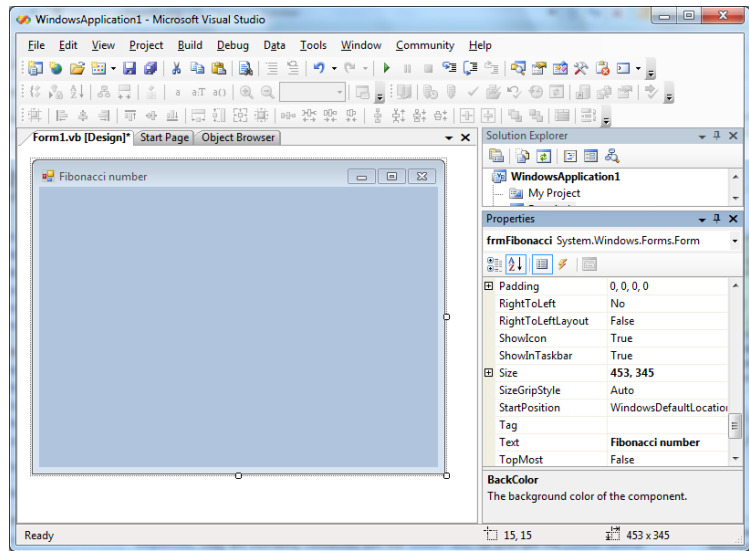 WindowsApplication1 - Microsoft Visual Studio
File Edit View Project Build Debug Data Tools Window Community Help
a a.T a()
Form1.vb [Design]* Start Page Object Browser
Solution Explorer
Fibonacci number
WindowsApplication1
My Project
Properties
frmFibonacci System.Windows.Forms.Form
Padding 0, 0, 0, 0
RightToLeft No
RightToLeftLayout False
ShowIcon True
ShowInTaskbar True
Size 453, 345
SizeGripStyle Auto
StartPosition WindowsDefaultLocation
Tag
Text Fibonacci number
TopMost False
BackColor
The background color of the component.
Ready 15, 15 453 x 345